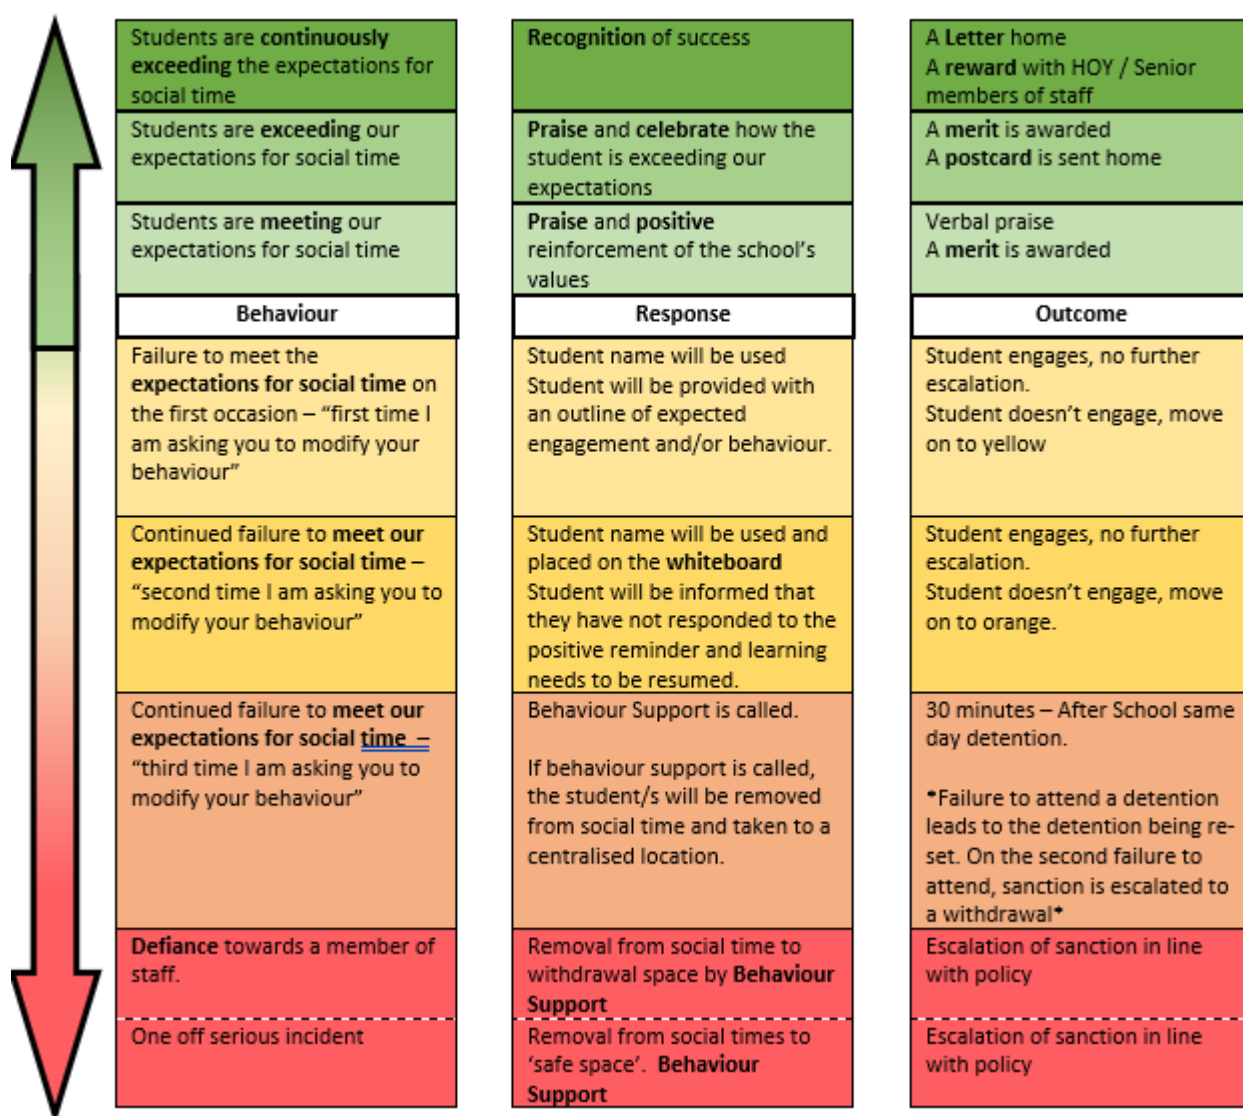 Students are continuously
exceeding the expectations for
social time
Recognition of success
A Letter home
A reward with HOY / Senior
members of staff
Students are exceeding our
expectations for social time
Praise and celebrate how the
student is exceeding our
expectations
A merit is awarded
A postcard is sent home
Students are meeting our
expectations for social time
Praise and positive
reinforcement of the school's
values
Verbal praise
A merit is awarded
Behaviour
Response
Outcome
Failure to meet the
expectations for social time on
the first occasion – “first time I
am asking you to modify your
behaviour”
Student name will be used
Student will be provided with
an outline of expected
engagement and/or behaviour.
Student engages, no further
escalation.
Student doesn't engage, move
on to yellow
Continued failure to meet our
expectations for social time –
“second time I am asking you to
modify your behaviour”
Student name will be used and
placed on the whiteboard
Student will be informed that
they have not responded to the
positive reminder and learning
needs to be resumed.
Student engages, no further
escalation.
Student doesn't engage, move
on to orange.
Continued failure to meet our
expectations for social time –
“third time I am asking you to
modify your behaviour”
Behaviour Support is called.
If behaviour support is called,
the student/s will be removed
from social time and taken to a
centralised location.
30 minutes – After School same
day detention.
*Failure to attend a detention
leads to the detention being re-
set. On the second failure to
attend, sanction is escalated to
a withdrawal*
Defiance towards a member of
staff.
Removal from social time to
withdrawal space by Behaviour
Support
Escalation of sanction in line
with policy
One off serious incident
Removal from social times to
‘safe space’. Behaviour
Support
Escalation of sanction in line
with policy